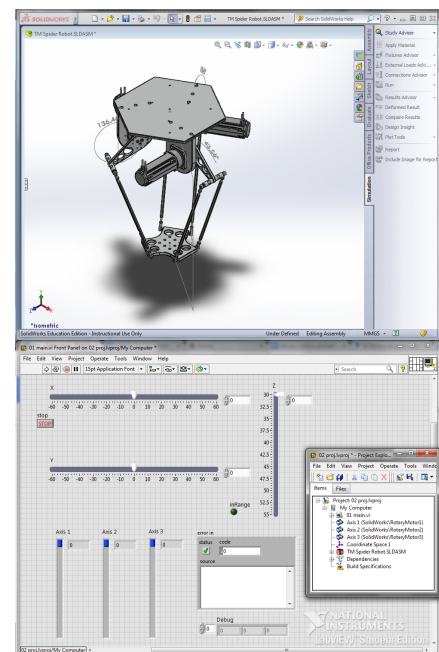 SOLIDWORKS
TM Spider Robot.SLDASM *
Search SolidWorks Help
TM Spider Robot.SLDASM *
Study Advisor
Apply Material
Fixtures Advisor
External Loads Advi...
Connections Advisor
Run
Results Advisor
Deformed Result
Compare Results
Design Insight
Plot Tools
Report
Include Image for Report
Assembly
Layout
Sketch
Evaluate
Office Products
Simulation
*Isometric
SolidWorks Education Edition - Instructional Use Only
Under Defined
Editing Assembly
MMGS
01 main.vi Front Panel on 02 proj.lvproj/My Computer *
File Edit View Project Operate Tools Window Help
15pt Application Font
Search
X
-60 -50 -40 -30 -20 -10 0 10 20 30 40 50 60
0
stop
STOP
Y
-60 -50 -40 -30 -20 -10 0 10 20 30 40 50 60
0
Z
0
30
32.5
35
37.5
40
42.5
45
47.5
50
52.5
55
inRange
Axis 1
0
Axis 2
0
Axis 3
0
error in
status code
0
source
Debug
0 0 0 0
02 proj.lvproj * - Project Explo...
File Edit View Project Operate Tools Windo
Items Files
Project: 02 proj.lvproj
My Computer
01 main.vi
Axis 1 (SolidWorks\RotaryMotor1)
Axis 2 (SolidWorks\RotaryMotor2)
Axis 3 (SolidWorks\RotaryMotor3)
Coordinate Space 1
TM Spider Robot.SLDASM
Dependencies
Build Specifications
NATIONAL
INSTRUMENTS
LabVIEW Student Edition
02 proj.lvproj/My Computer